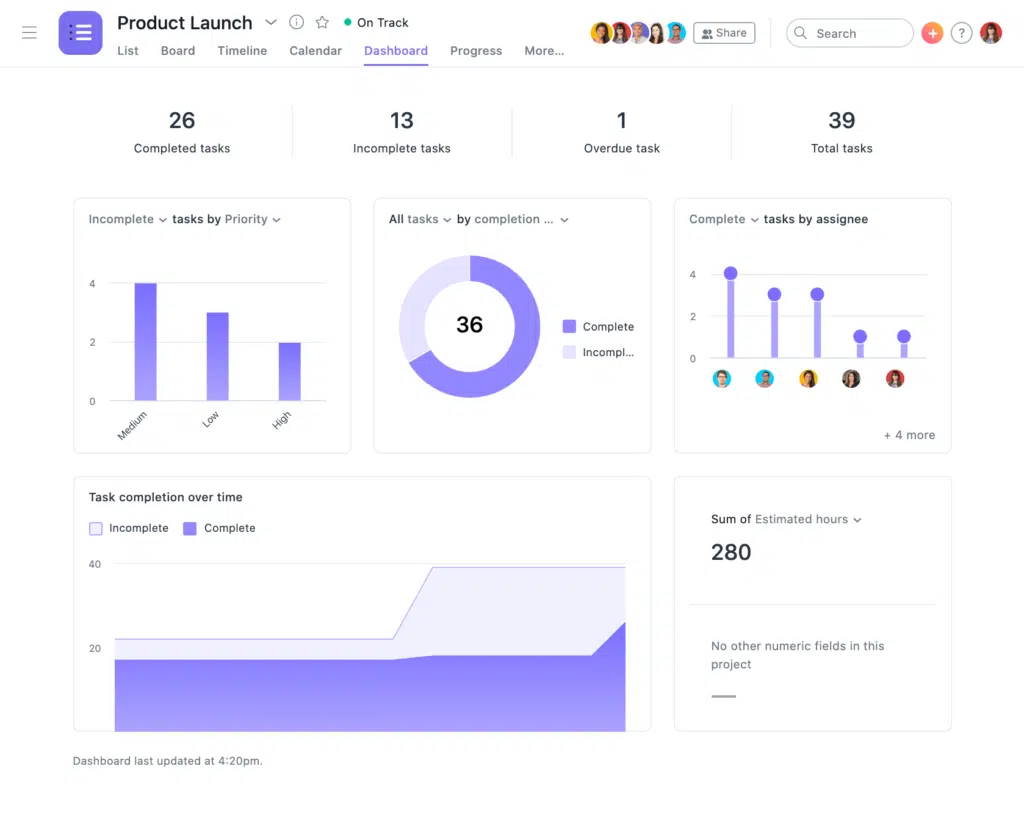 Product Launch
On Track
Share
Search
+
?
List Board Timeline Calendar Dashboard Progress More...
26
Completed tasks
13
Incomplete tasks
1
Overdue task
39
Total tasks
Incomplete tasks by Priority
4
2
0
Medium
Low
High
All tasks by completion ...
36
Complete
Incompl...
Complete tasks by assignee
4
2
0
+ 4 more
Task completion over time
Incomplete Complete
40
20
Sum of Estimated hours
280
No other numeric fields in this
project
Dashboard last updated at 4:20pm.